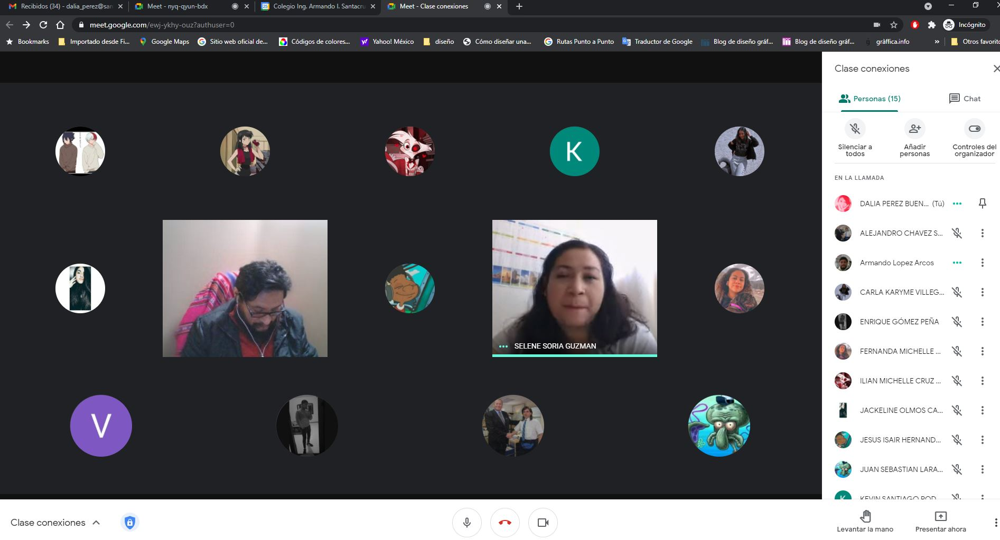 Recibidos (34) - dalia_perez@san
Meet - nyq-qyun-bdx
Colegio Ing. Armando I. Santacru
Meet - Clase conexiones
meet.google.com/ewj-ykhy-ouz?authuser=0
Incógnito
Bookmarks
Importado desde Fi...
Google Maps
Sitio web oficial de...
Códigos de colores...
Yahoo! México
diseño
Cómo diseñar una...
Rutas Punto a Punto
Traductor de Google
Blog de diseño gráf...
Blog de diseño gráf...
gràffica.info
»
Otros favorito
Clase conexiones
Personas (15)
Chat
Silenciar a
todos
Añadir
personas
Controles del
organizador
EN LA LLAMADA
DALIA PEREZ BUEN... (Tú)
ALEJANDRO CHAVEZ S...
Armando Lopez Arcos
CARLA KARYME VILLEG...
ENRIQUE GÓMEZ PEÑA
FERNANDA MICHELLE ...
ILIAN MICHELLE CRUZ ...
JACKELINE OLMOS CA...
JESUS ISAIR HERNAND...
JUAN SEBASTIAN LARA...
KEVIN SANTIAGO ROD
K
SELENE SORIA GUZMAN
V
Clase conexiones
Levantar la mano
Presentar ahora